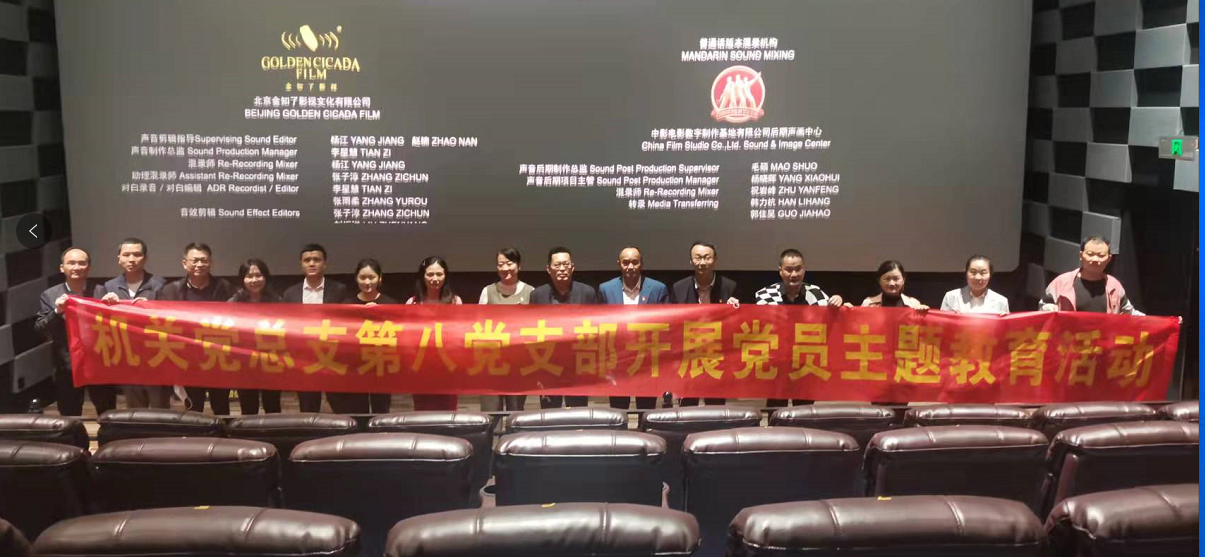 GOLDEN CICADA
FILM
金知了影视
北京金知了影视文化有限公司
BEIJING GOLDEN CICADA FILM
声音剪辑指导Supervising Sound Editor 杨江 YANG JIANG 赵楠 ZHAO NAN
声音制作总监 Sound Production Manager 李星慧 TIAN ZI
混录师 Re-Recording Mixer 杨江 YANG JIANG
助理混录师 Assistant Re-Recording Mixer 张子淳 ZHANG ZICHUN
对白录音 / 对白编辑 ADR Recordist / Editor 李星慧 TIAN ZI
张雨柔 ZHANG YUROU
音效剪辑 Sound Effect Editors 张子淳 ZHANG ZICHUN
普通话版本混录机构
MANDARIN SOUND MIXING
中影电影数字制作基地有限公司后期声画中心
China Film Studio Co.,Ltd. Sound & Image Center
声音后期制作总监 Sound Post Production Supervisor 毛硕 MAO SHUO
声音后期项目主管 Sound Post Production Manager 杨晓辉 YANG XIAOHUI
混录师 Re-Recording Mixer 祝岩峰 ZHU YANFENG
转录 Media Transferring 韩力杭 HAN LIHANG
郭佳昊 GUO JIAHAO
机关党总支第八党支部开展党员主题教育活动